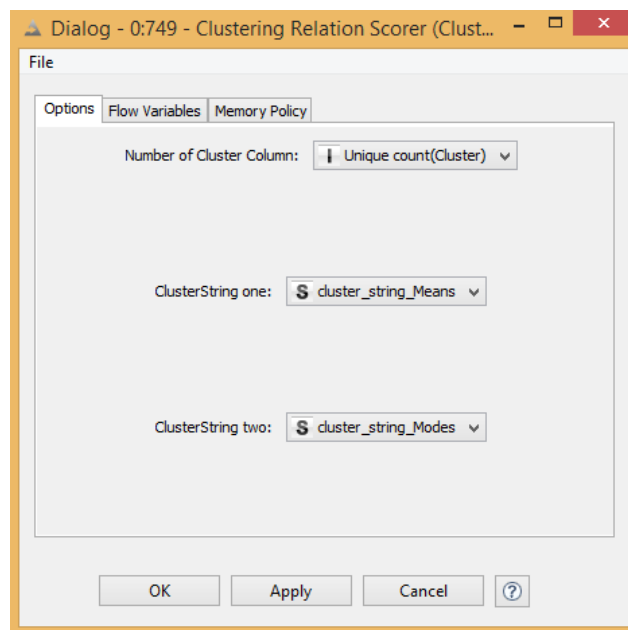 Dialog - 0:749 - Clustering Relation Scorer (Clust...
File
Options Flow Variables Memory Policy
Number of Cluster Column: I Unique count(Cluster)
ClusterString one: S cluster_string_Means
ClusterString two: S cluster_string_Modes
OK Apply Cancel ?